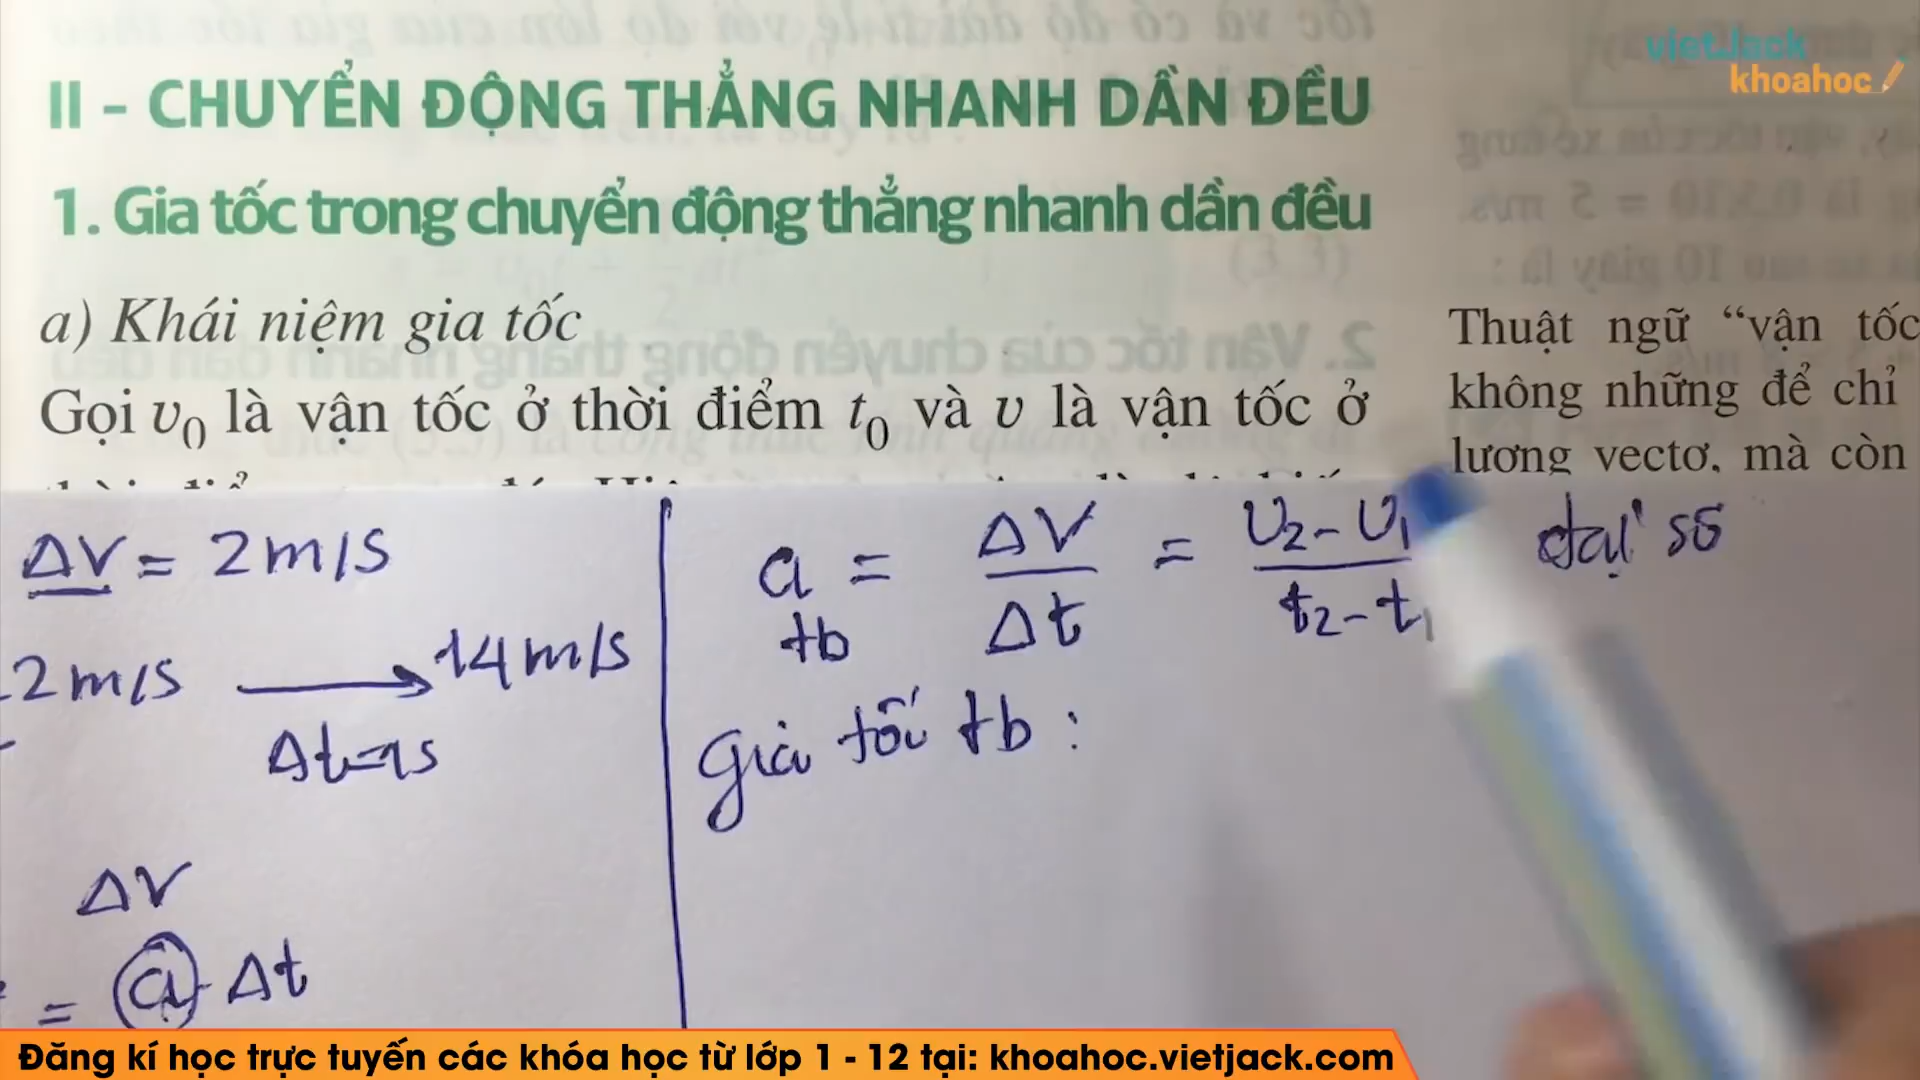 vietJack
khoahoc
II - CHUYỂN ĐỘNG THẲNG NHANH DẦN ĐỀU
1. Gia tốc trong chuyển động thẳng nhanh dần đều
a) Khái niệm gia tốc
Gọi v₀ là vận tốc ở thời điểm t₀ và v là vận tốc ở
Thuật ngữ “vận tốc
không những để chỉ
lượng vectơ, mà còn
ΔV = 2m/s
2m/s → 14m/s
Δt=1s
ΔV
= a. Δt
a tb = ΔV/Δt = (v₂-v₁)/(t₂-t₁) đại số
Gia tốc tb :
Đăng kí học trực tuyến các khóa học từ lớp 1 - 12 tại: khoahoc.vietjack.com